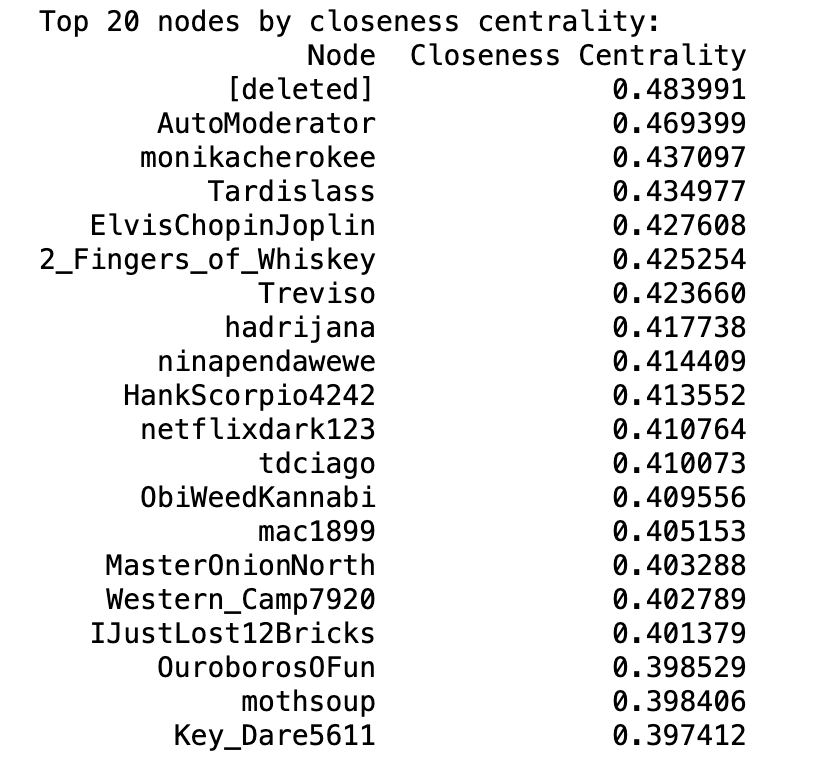 Top 20 nodes by closeness centrality:
Node Closeness Centrality
[deleted] 0.483991
AutoModerator 0.469399
monikacherokee 0.437097
Tardislass 0.434977
ElvisChopinJoplin 0.427608
2_Fingers_of_Whiskey 0.425254
Treviso 0.423660
hadrijana 0.417738
ninapendawewe 0.414409
HankScorpio4242 0.413552
netflixdark123 0.410764
tdciago 0.410073
ObiWeedKannabi 0.409556
mac1899 0.405153
MasterOnionNorth 0.403288
Western_Camp7920 0.402789
IJustLost12Bricks 0.401379
OuroborosOFun 0.398529
mothsoup 0.398406
Key_Dare5611 0.397412